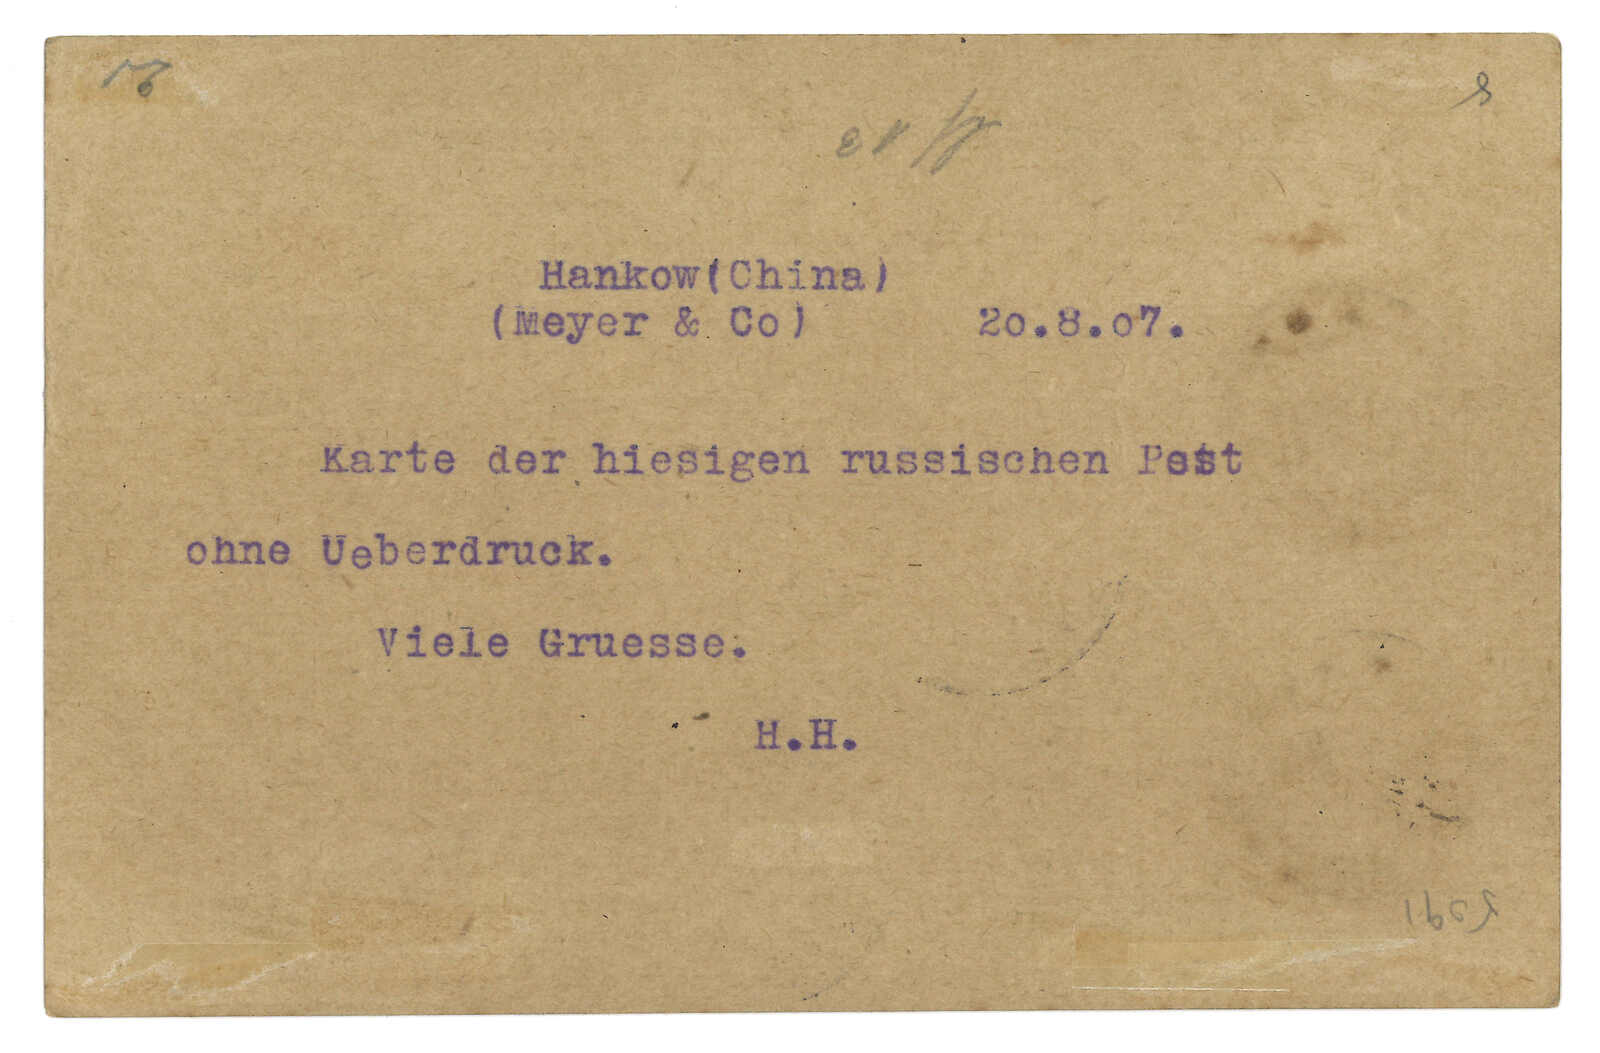 Hankow(China)
(Meyer & Co) 20.8.07.
Karte der hiesigen russischen Post
ohne Ueberdruck.
Viele Gruesse.
H.H.